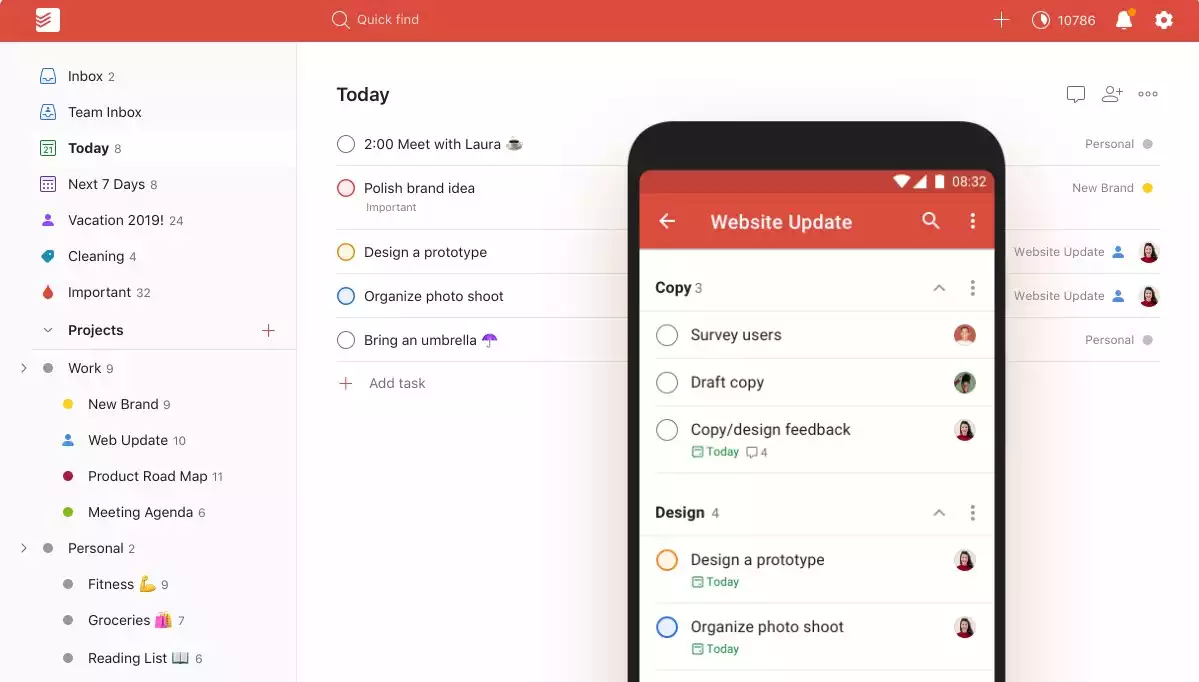 Quick find
10786
Inbox 2
Team Inbox
21 Today 8
Next 7 Days 8
Vacation 2019! 24
Cleaning 4
Important 32
Projects
Work 9
New Brand 9
Web Update 10
Product Road Map 11
Meeting Agenda 6
Personal 2
Fitness 💪 9
Groceries 🛍️ 7
Reading List 📖 6
Today
2:00 Meet with Laura ☕ Personal
Polish brand idea New Brand
Important
Design a prototype Website Update
Organize photo shoot Website Update
Bring an umbrella ☂️ Personal
Add task
08:32
Website Update
Copy 3
Survey users
Draft copy
Copy/design feedback
Today 4
Design 4
Design a prototype
Today
Organize photo shoot
Today